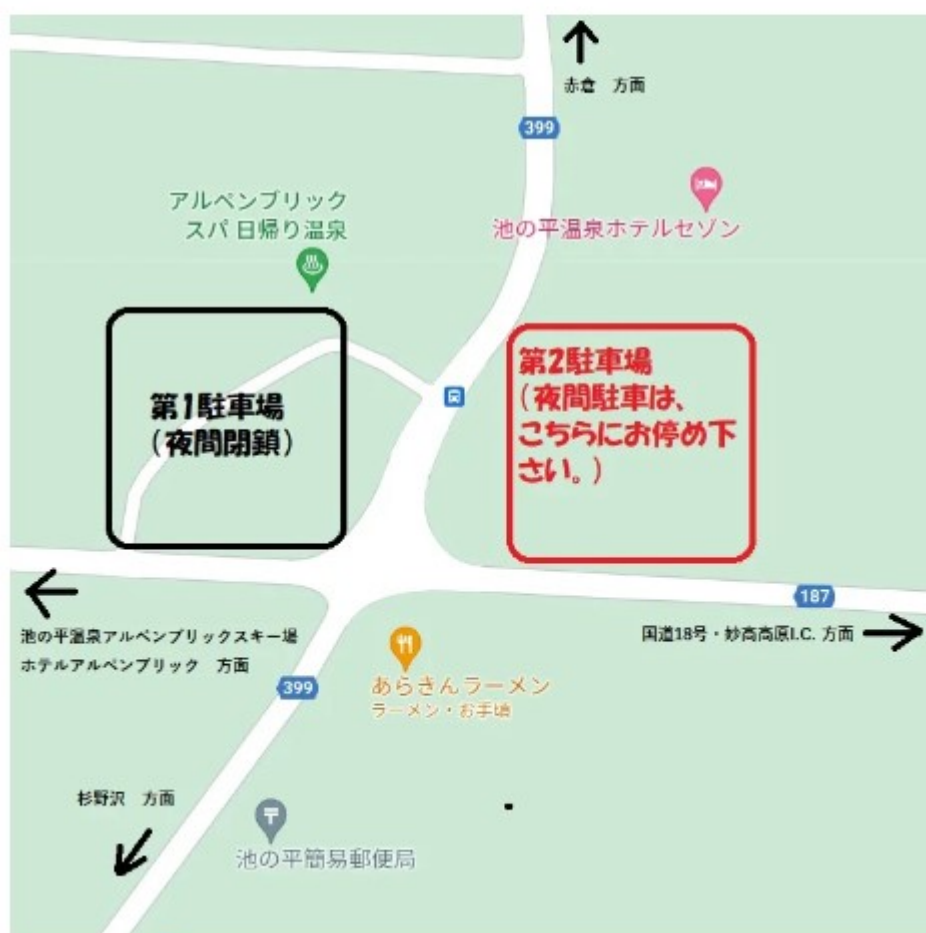 赤倉　方面
399
アルペンブリック
スパ 日帰り温泉
池の平温泉ホテルセゾン
第1駐車場
(夜間閉鎖)
第2駐車場
(夜間駐車は、
こちらにお停め下
さい。)
187
池の平温泉アルペンブリックスキー場
ホテルアルペンブリック　方面
国道18号・妙高高原I.C. 方面
399
あらきんラーメン
ラーメン・お手頃
杉野沢　方面
池の平簡易郵便局